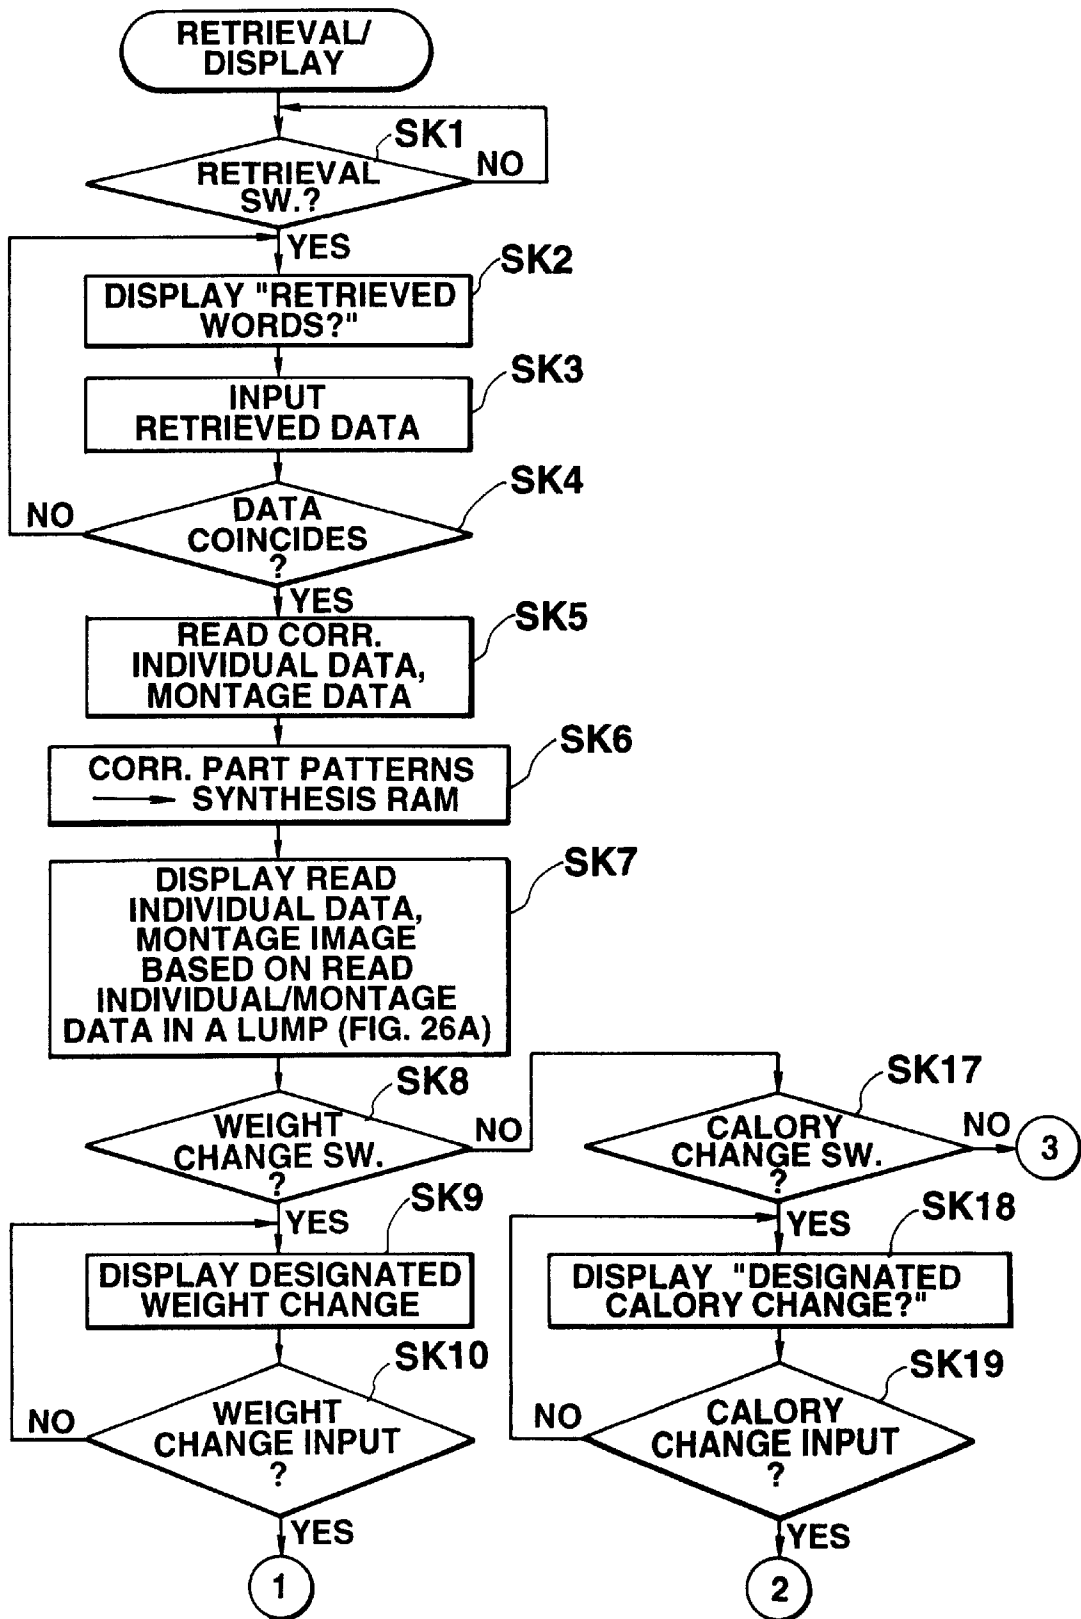 RETRIEVAL/
DISPLAY
SK1
RETRIEVAL
SW.?
NO
YES
SK2
DISPLAY "RETRIEVED
WORDS?"
SK3
INPUT
RETRIEVED DATA
SK4
DATA
COINCIDES
?
NO
YES
SK5
READ CORR.
INDIVIDUAL DATA,
MONTAGE DATA
SK6
CORR. PART PATTERNS
→ SYNTHESIS RAM
SK7
DISPLAY READ
INDIVIDUAL DATA,
MONTAGE IMAGE
BASED ON READ
INDIVIDUAL/MONTAGE
DATA IN A LUMP (FIG. 26A)
SK8
WEIGHT
CHANGE SW.
?
NO
YES
SK9
DISPLAY DESIGNATED
WEIGHT CHANGE
SK10
WEIGHT
CHANGE INPUT
?
NO
YES
1
SK17
CALORY
CHANGE SW.
?
NO
3
YES
SK18
DISPLAY "DESIGNATED
CALORY CHANGE?"
SK19
CALORY
CHANGE INPUT
?
NO
YES
2